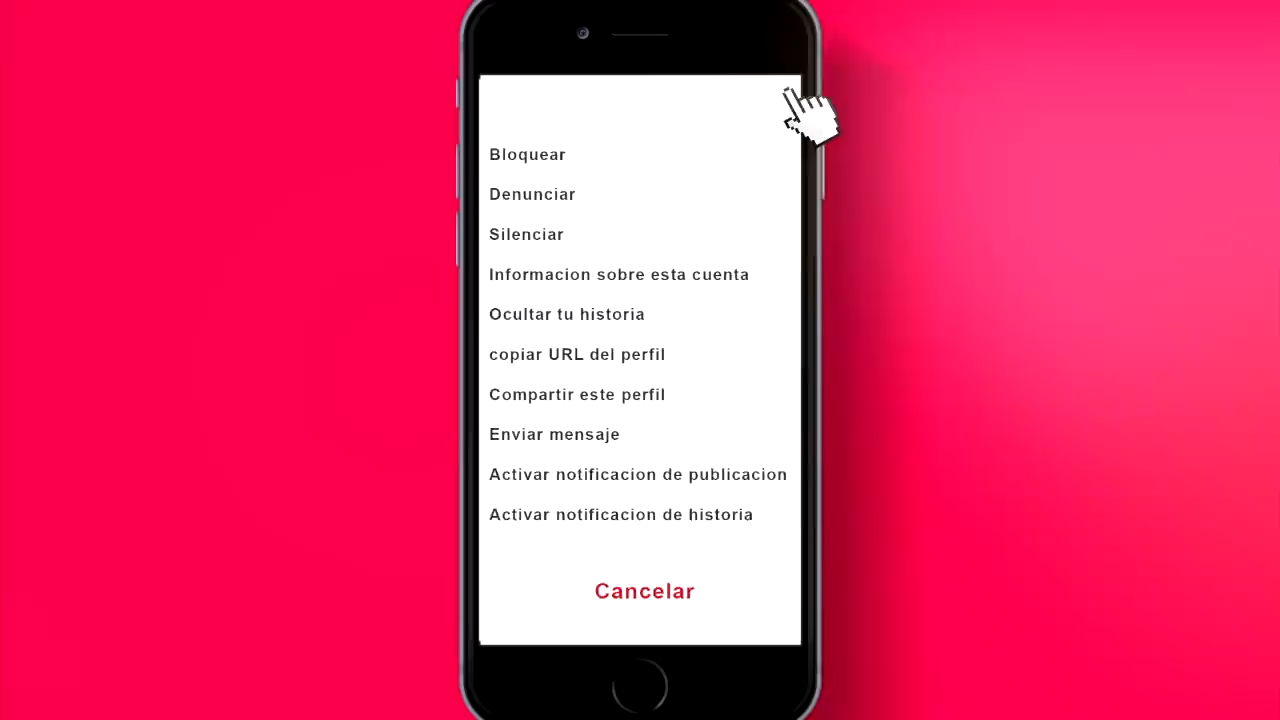 Bloquear
Denunciar
Silenciar
Informacion sobre esta cuenta
Ocultar tu historia
copiar URL del perfil
Compartir este perfil
Enviar mensaje
Activar notificacion de publicacion
Activar notificacion de historia
Cancelar